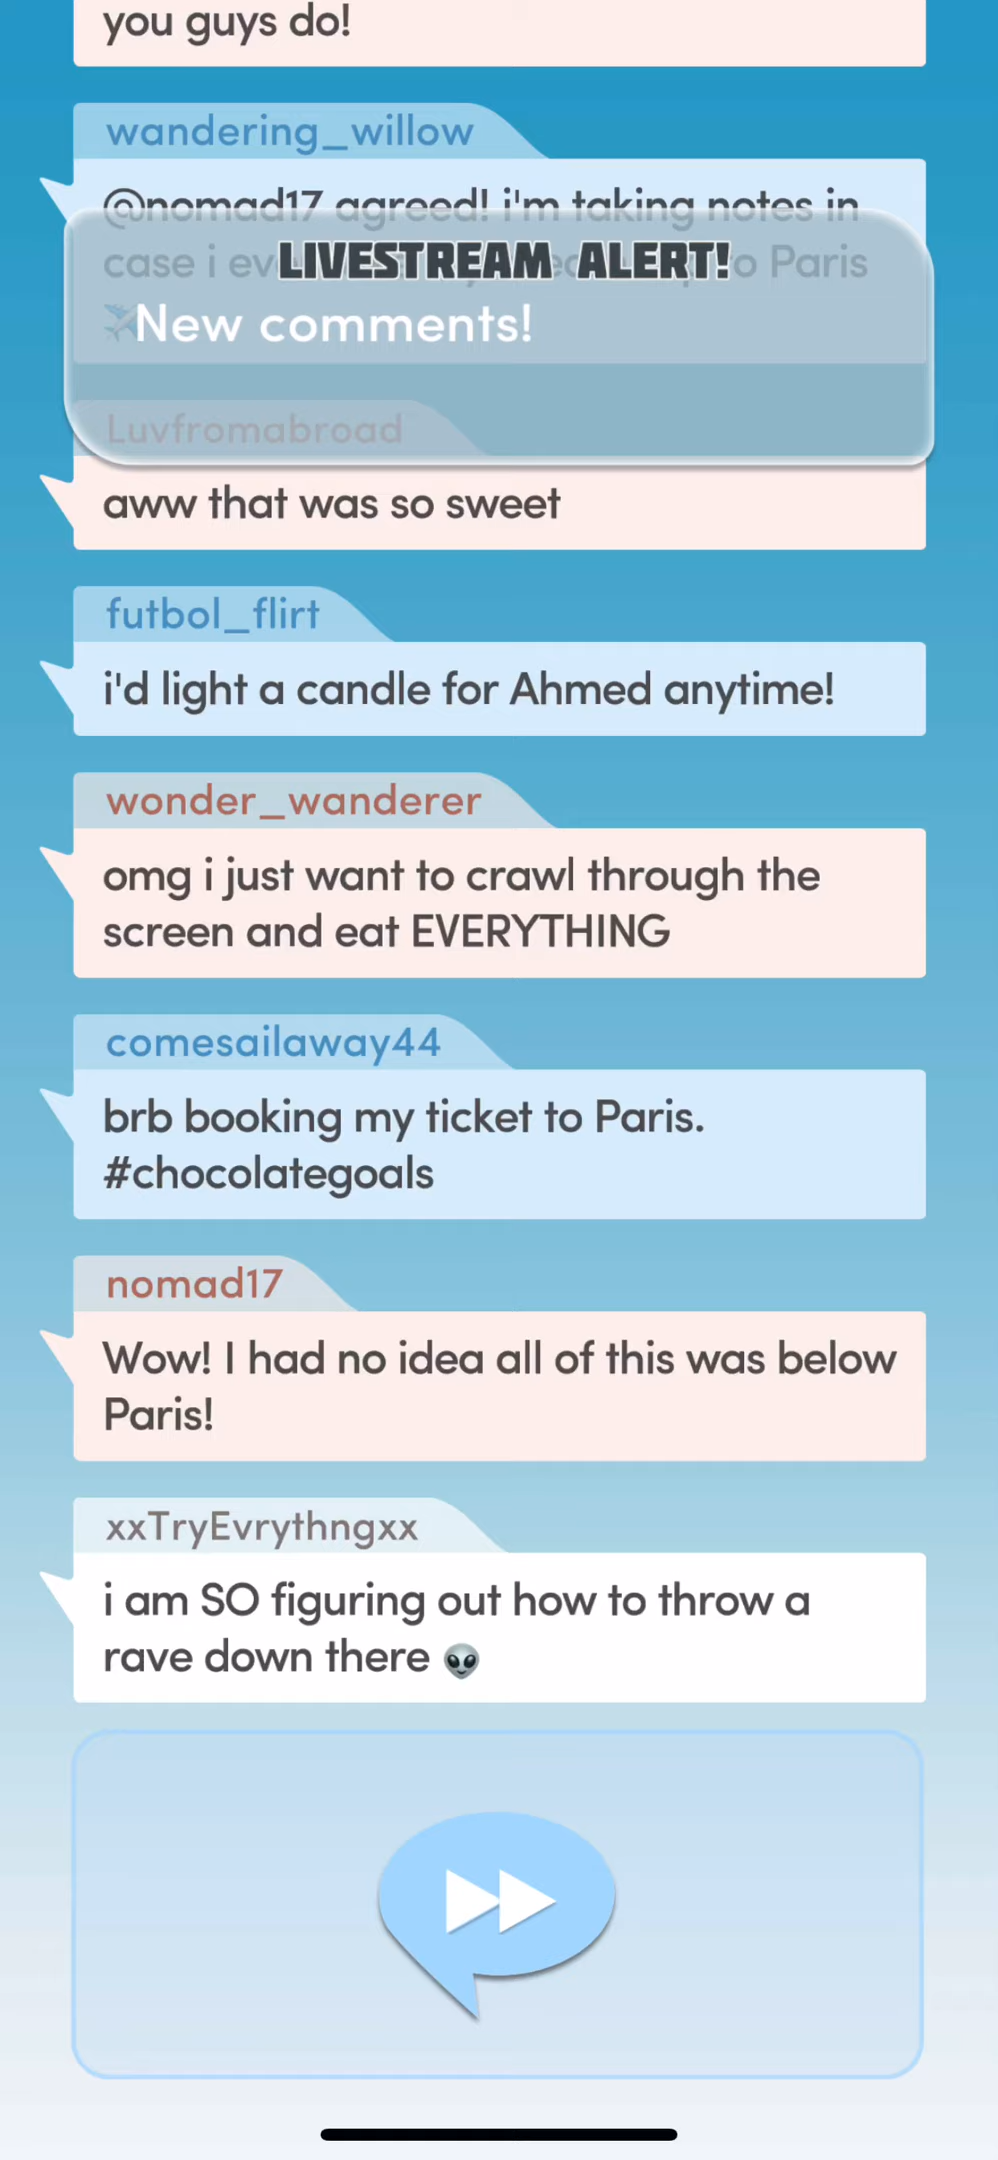 you guys do!
wandering_willow
@nomad17 agreed! i'm taking notes in
case i ev
o Paris
✈️
LIVESTREAM ALERT!
New comments!
Luvfromabroad
aww that was so sweet
futbol_flirt
i'd light a candle for Ahmed anytime!
wonder_wanderer
omg i just want to crawl through the
screen and eat EVERYTHING
comesailaway44
brb booking my ticket to Paris.
#chocolategoals
nomad17
Wow! I had no idea all of this was below
Paris!
xxTryEvrythngxx
i am SO figuring out how to throw a
rave down there 👽